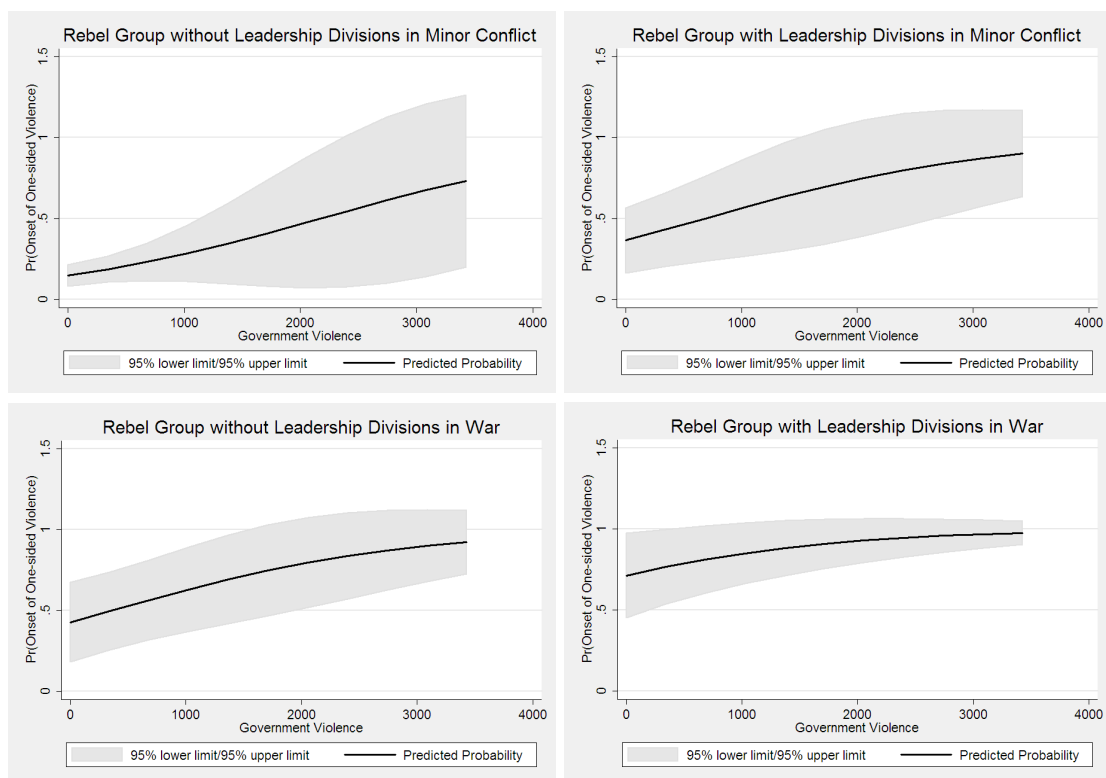 Rebel Group without Leadership Divisions in Minor Conflict
Pr(Onset of One-sided Violence)
1.5
1
.5
0
0 1000 2000 3000 4000
Government Violence
95% lower limit/95% upper limit Predicted Probability
Rebel Group with Leadership Divisions in Minor Conflict
Pr(Onset of One-sided Violence)
1.5
1
.5
0
0 1000 2000 3000 4000
Government Violence
95% lower limit/95% upper limit Predicted Probability
Rebel Group without Leadership Divisions in War
Pr(Onset of One-sided Violence)
1.5
1
.5
0
0 1000 2000 3000 4000
Government Violence
95% lower limit/95% upper limit Predicted Probability
Rebel Group with Leadership Divisions in War
Pr(Onset of One-sided Violence)
1.5
1
.5
0
0 1000 2000 3000 4000
Government Violence
95% lower limit/95% upper limit Predicted Probability